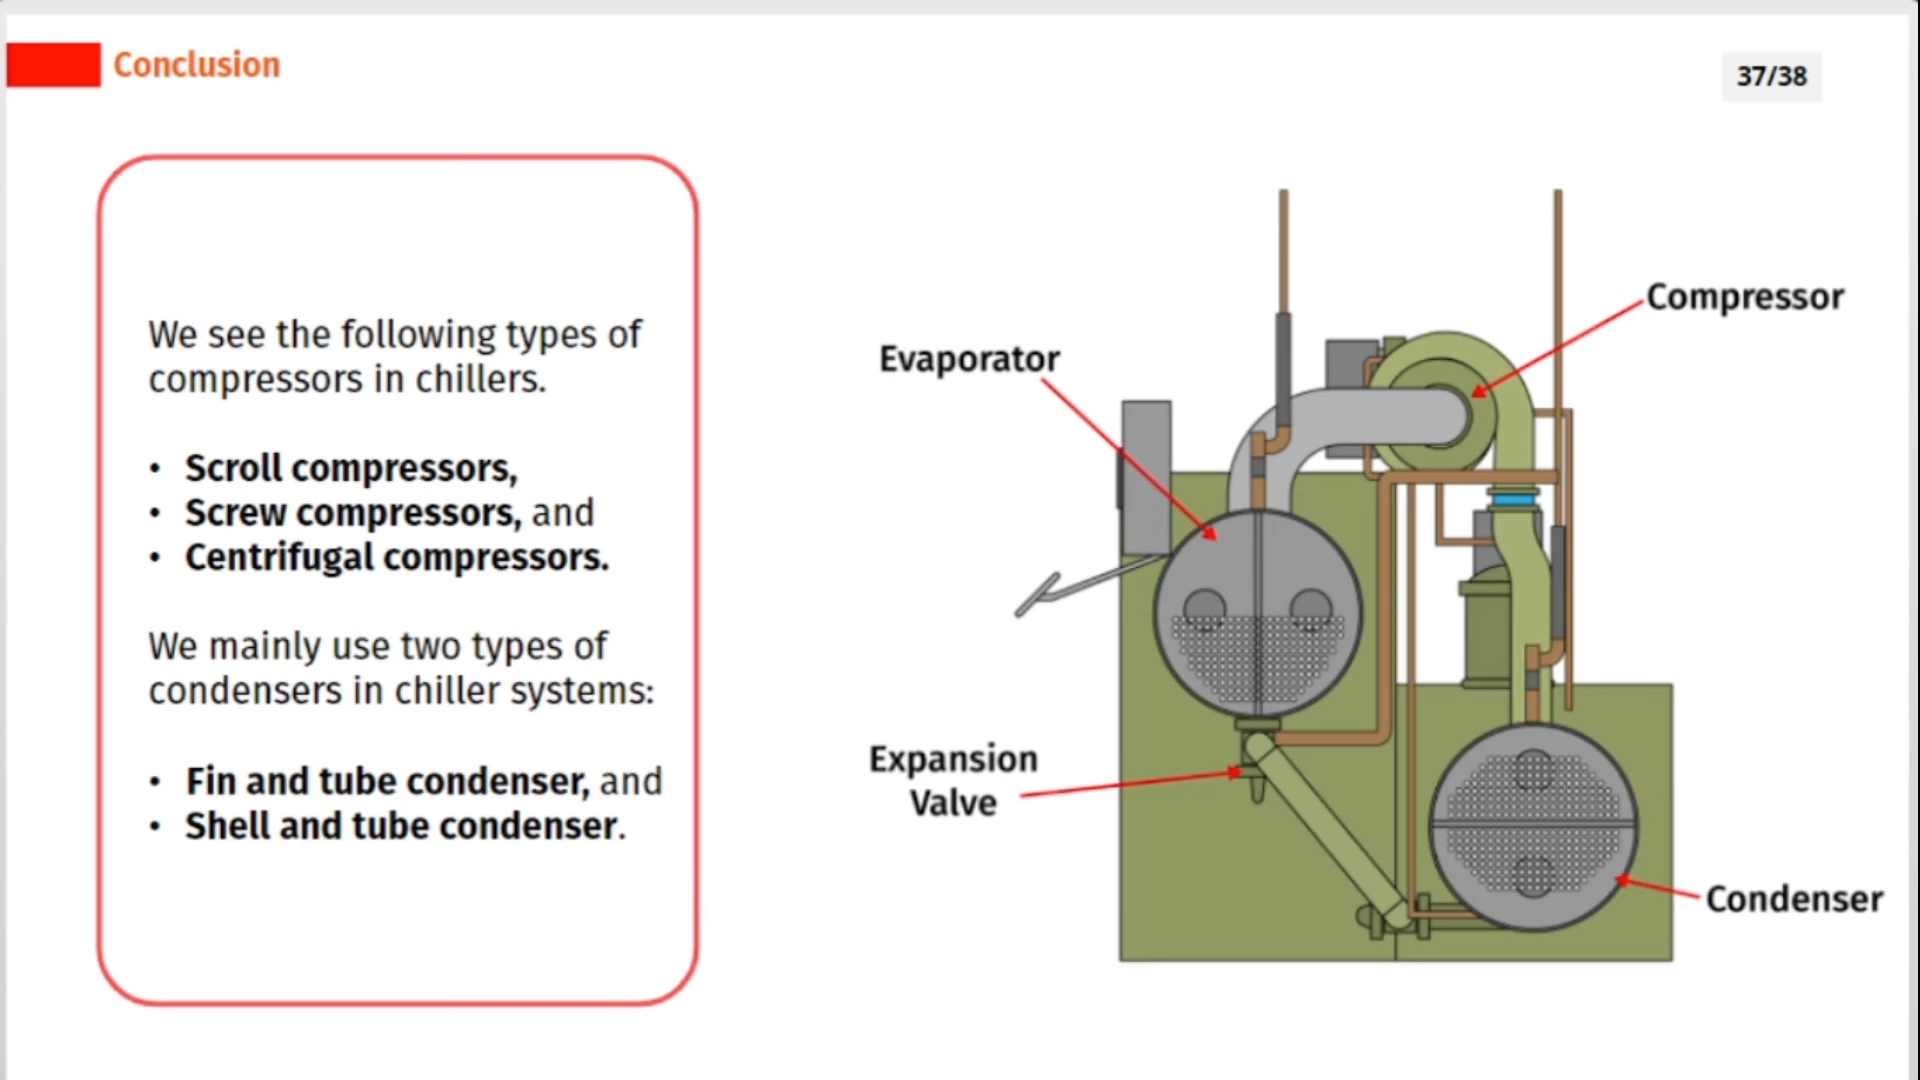 Conclusion
37/38
We see the following types of
compressors in chillers.
• Scroll compressors,
• Screw compressors, and
• Centrifugal compressors.
We mainly use two types of
condensers in chiller systems:
• Fin and tube condenser, and
• Shell and tube condenser.
Compressor
Evaporator
Expansion
Valve
Condenser